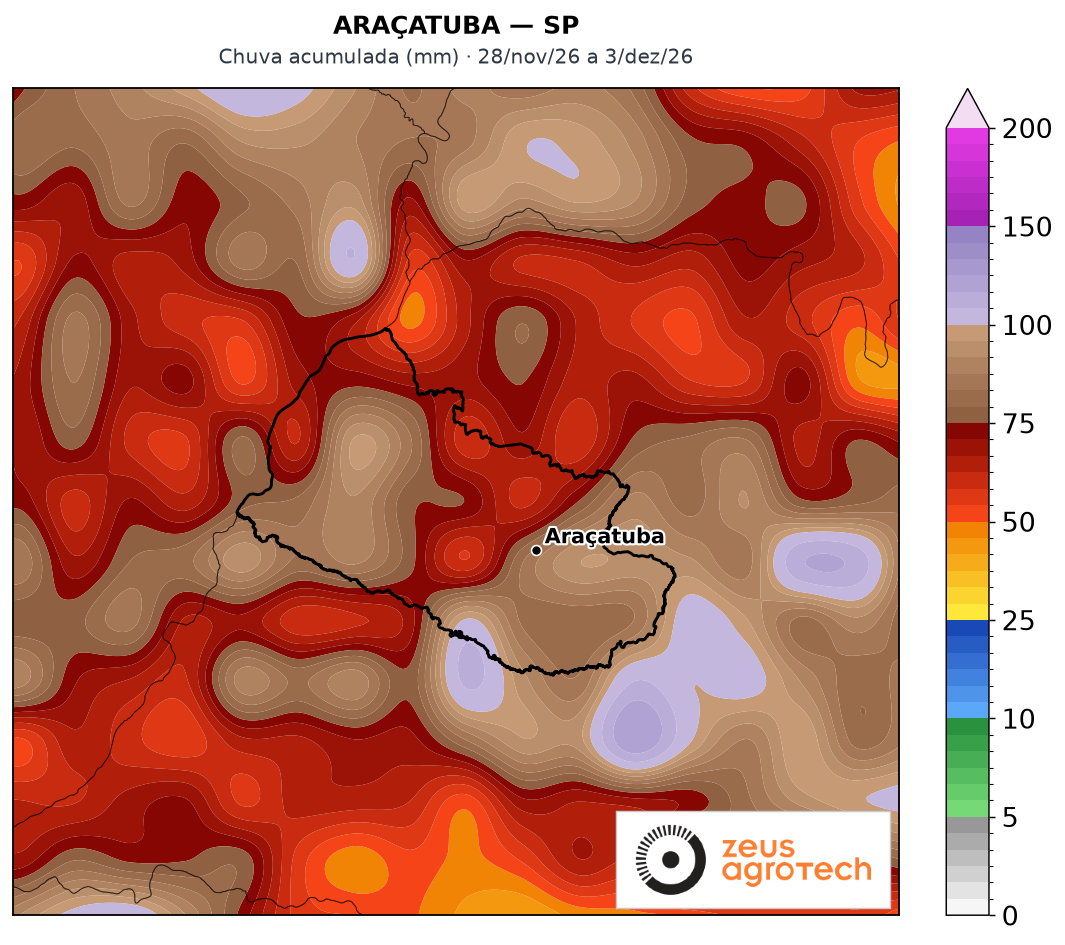 ARAÇATUBA — SP
Chuva acumulada (mm) · 28/nov/26 a 3/dez/26
200
150
100
75
50
25
10
5
0
Araçatuba
zeus
agrotech